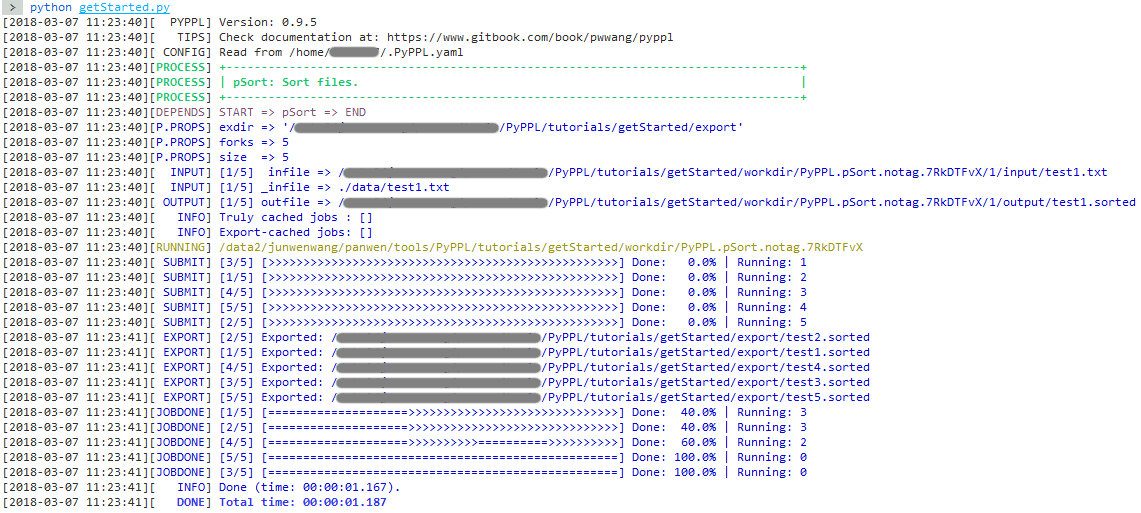 > python getStarted.py
[2018-03-07 11:23:40][  PYPPL] Version: 0.9.5
[2018-03-07 11:23:40][   TIPS] Check documentation at: https://www.gitbook.com/book/pwwang/pyppl
[2018-03-07 11:23:40][ CONFIG] Read from /home/ /.PyPPL.yaml
[2018-03-07 11:23:40][PROCESS] +-----------------------------------------------------------------------------------+
[2018-03-07 11:23:40][PROCESS] | pSort: Sort files. |
[2018-03-07 11:23:40][PROCESS] +-----------------------------------------------------------------------------------+
[2018-03-07 11:23:40][DEPENDS] START => pSort => END
[2018-03-07 11:23:40][P.PROPS] exdir => '/ /PyPPL/tutorials/getStarted/export'
[2018-03-07 11:23:40][P.PROPS] forks => 5
[2018-03-07 11:23:40][P.PROPS] size  => 5
[2018-03-07 11:23:40][  INPUT] [1/5]  infile => / /PyPPL/tutorials/getStarted/workdir/PyPPL.pSort.notag.7RkDTFvX/1/input/test1.txt
[2018-03-07 11:23:40][  INPUT] [1/5] _infile => ./data/test1.txt
[2018-03-07 11:23:40][ OUTPUT] [1/5] outfile => / /PyPPL/tutorials/getStarted/workdir/PyPPL.pSort.notag.7RkDTFvX/1/output/test1.sorted
[2018-03-07 11:23:40][   INFO] Truly cached jobs : []
[2018-03-07 11:23:40][   INFO] Export-cached jobs: []
[2018-03-07 11:23:40][RUNNING] /data2/junwenwang/panwen/tools/PyPPL/tutorials/getStarted/workdir/PyPPL.pSort.notag.7RkDTFvX
[2018-03-07 11:23:40][ SUBMIT] [3/5] [>>>>>>>>>>>>>>>>>>>>>>>>>>>>>>>>>>>>>>>>>>>>>>>>>>] Done:   0.0% | Running: 1
[2018-03-07 11:23:40][ SUBMIT] [1/5] [>>>>>>>>>>>>>>>>>>>>>>>>>>>>>>>>>>>>>>>>>>>>>>>>>>] Done:   0.0% | Running: 2
[2018-03-07 11:23:40][ SUBMIT] [4/5] [>>>>>>>>>>>>>>>>>>>>>>>>>>>>>>>>>>>>>>>>>>>>>>>>>>] Done:   0.0% | Running: 3
[2018-03-07 11:23:40][ SUBMIT] [5/5] [>>>>>>>>>>>>>>>>>>>>>>>>>>>>>>>>>>>>>>>>>>>>>>>>>>] Done:   0.0% | Running: 4
[2018-03-07 11:23:40][ SUBMIT] [2/5] [>>>>>>>>>>>>>>>>>>>>>>>>>>>>>>>>>>>>>>>>>>>>>>>>>>] Done:   0.0% | Running: 5
[2018-03-07 11:23:41][ EXPORT] [2/5] Exported: / /PyPPL/tutorials/getStarted/export/test2.sorted
[2018-03-07 11:23:41][ EXPORT] [1/5] Exported: / /PyPPL/tutorials/getStarted/export/test1.sorted
[2018-03-07 11:23:41][ EXPORT] [4/5] Exported: / /PyPPL/tutorials/getStarted/export/test4.sorted
[2018-03-07 11:23:41][ EXPORT] [3/5] Exported: / /PyPPL/tutorials/getStarted/export/test3.sorted
[2018-03-07 11:23:41][ EXPORT] [5/5] Exported: / /PyPPL/tutorials/getStarted/export/test5.sorted
[2018-03-07 11:23:41][JOBDONE] [1/5] [====================>>>>>>>>>>>>>>>>>>>>>>>>>>>>>>] Done:  40.0% | Running: 3
[2018-03-07 11:23:41][JOBDONE] [2/5] [====================>>>>>>>>>>>>>>>>>>>>>>>>>>>>>>] Done:  40.0% | Running: 3
[2018-03-07 11:23:41][JOBDONE] [4/5] [====================>>>>>>>>>>==========>>>>>>>>>>] Done:  60.0% | Running: 2
[2018-03-07 11:23:41][JOBDONE] [5/5] [==================================================] Done: 100.0% | Running: 0
[2018-03-07 11:23:41][JOBDONE] [3/5] [==================================================] Done: 100.0% | Running: 0
[2018-03-07 11:23:41][   INFO] Done (time: 00:00:01.167).
[2018-03-07 11:23:41][   DONE] Total time: 00:00:01.187